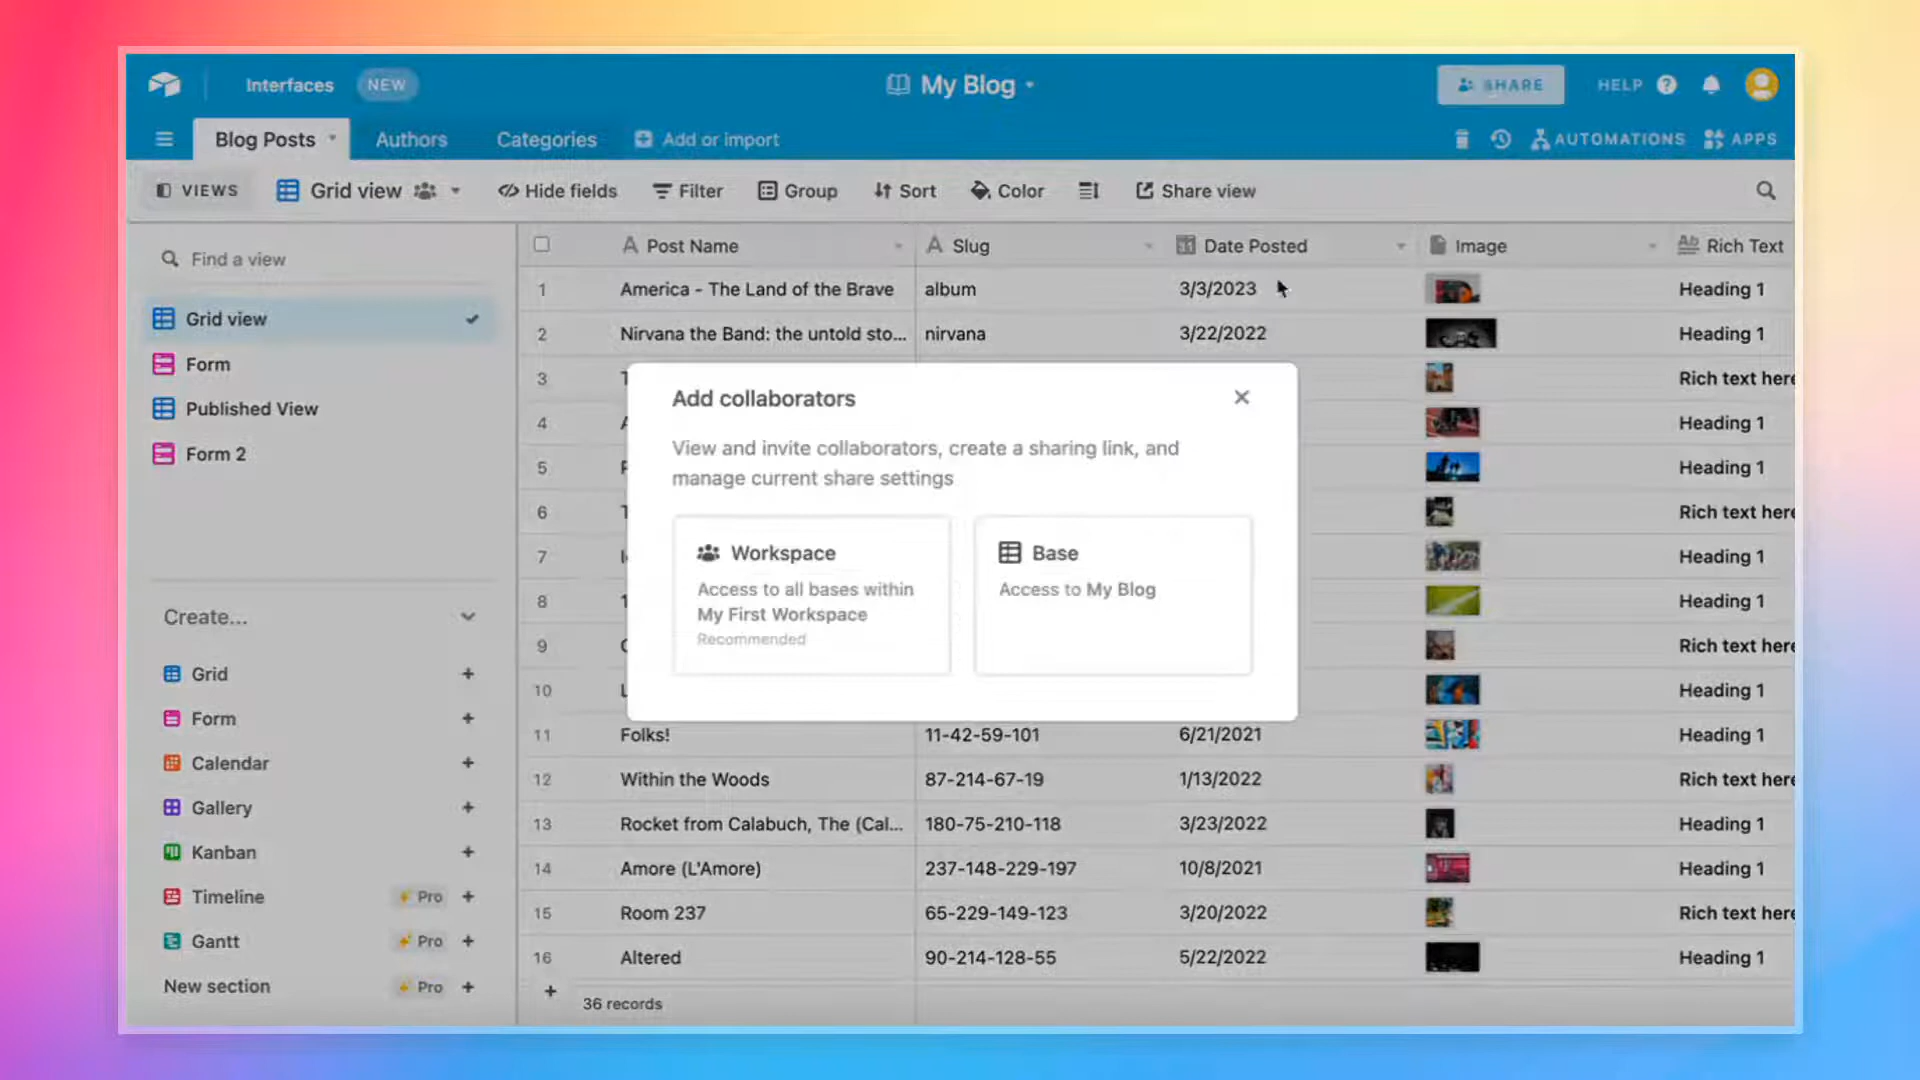 Interfaces NEW My Blog SHARE HELP ?
Blog Posts Authors Categories Add or import AUTOMATIONS APPS
VIEWS Grid view Hide fields Filter Group Sort Color Share view
Find a view
Grid view
Form
Published View
Form 2
Create...
Grid
Form
Calendar
Gallery
Kanban
Timeline Pro
Gantt Pro
New section Pro
Post Name Slug Date Posted Image Rich Text
1 America - The Land of the Brave album 3/3/2023 Heading 1
2 Nirvana the Band: the untold sto... nirvana 3/22/2022 Heading 1
3 Rich text here
4 Heading 1
5 Heading 1
6 Rich text here
7 Heading 1
8 Heading 1
9 Rich text here
10 Heading 1
11 Folks! 11-42-59-101 6/21/2021 Heading 1
12 Within the Woods 87-214-67-19 1/13/2022 Rich text here
13 Rocket from Calabuch, The (Cal... 180-75-210-118 3/23/2022 Heading 1
14 Amore (L'Amore) 237-148-229-197 10/8/2021 Heading 1
15 Room 237 65-229-149-123 3/20/2022 Rich text here
16 Altered 90-214-128-55 5/22/2022 Heading 1
36 records
Add collaborators
View and invite collaborators, create a sharing link, and
manage current share settings
Workspace
Access to all bases within
My First Workspace
Recommended
Base
Access to My Blog